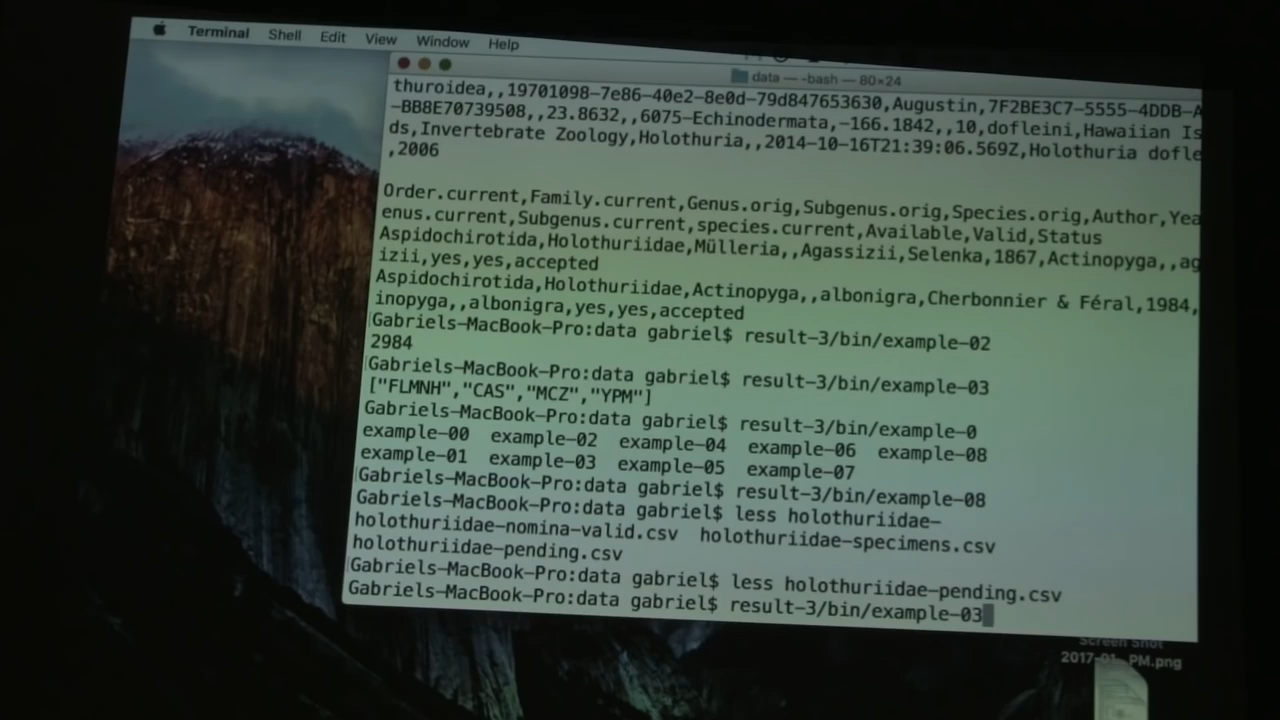 Terminal Shell Edit View Window Help
data — -bash — 80×24
thuroidea,,19701098-7e86-40e2-8e0d-79d847653630,Augustin,7F2BE3C7-5555-4DDB-A
-BB8E70739508,,23.8632,,6075-Echinodermata,-166.1842,,10,dofleini,Hawaiian Is
ds,Invertebrate Zoology,Holothuria,,2014-10-16T21:39:06.569Z,Holothuria dofle
,2006
Order.current,Family.current,Genus.orig,Subgenus.orig,Species.orig,Author,Yea
enus.current,Subgenus.current,species.current,Available,Valid,Status
Aspidochirotida,Holothuriidae,Mülleria,,Agassizii,Selenka,1867,Actinopyga,,ag
izii,yes,yes,accepted
Aspidochirotida,Holothuriidae,Actinopyga,,albonigra,Cherbonnier & Féral,1984,
inopyga,,albonigra,yes,yes,accepted
Gabriels-MacBook-Pro:data gabriel$ result-3/bin/example-02
2984
Gabriels-MacBook-Pro:data gabriel$ result-3/bin/example-03
["FLMNH","CAS","MCZ","YPM"]
Gabriels-MacBook-Pro:data gabriel$ result-3/bin/example-0
example-00 example-02 example-04 example-06 example-08
example-01 example-03 example-05 example-07
Gabriels-MacBook-Pro:data gabriel$ result-3/bin/example-08
Gabriels-MacBook-Pro:data gabriel$ less holothuriidae-
holothuriidae-nomina-valid.csv holothuriidae-specimens.csv
holothuriidae-pending.csv
Gabriels-MacBook-Pro:data gabriel$ less holothuriidae-pending.csv
Gabriels-MacBook-Pro:data gabriel$ result-3/bin/example-03
Screen Shot
2017-01- PM.png